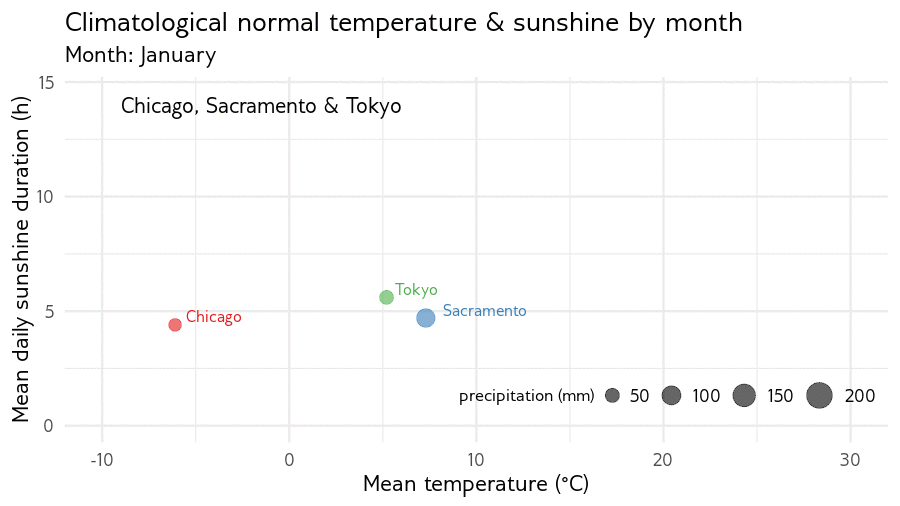 Climatological normal temperature & sunshine by month
Month: January
Mean daily sunshine duration (h)
15
10
5
0
Chicago, Sacramento & Tokyo
Tokyo
Sacramento
Chicago
precipitation (mm) 50 100 150 200
-10 0 10 20 30
Mean temperature (°C)